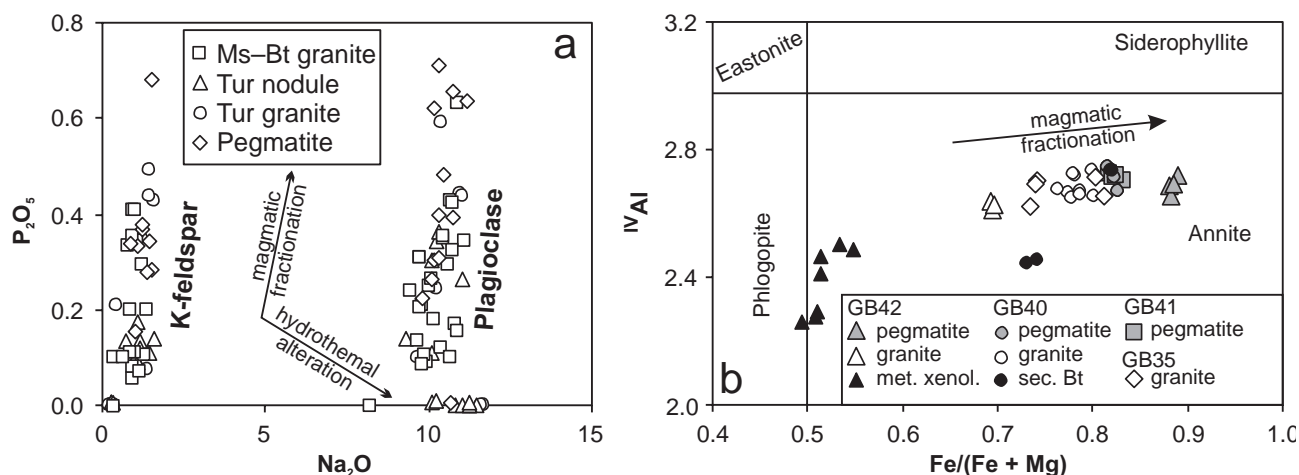 a
0.8
0.6
0.4
0.2
0.0
P₂O₅
Ms–Bt granite
Tur nodule
Tur granite
Pegmatite
K-feldspar
magmatic
fractionation
hydrothemal
alteration
Plagioclase
0
5
10
15
Na₂O
b
3.2
2.8
2.4
2.0
ᴵⱽAl
Eastonite
Siderophyllite
magmatic
fractionation
Phlogopite
Annite
GB42
pegmatite
granite
met. xenol.
GB40
pegmatite
granite
sec. Bt
GB41
pegmatite
GB35
granite
0.4
0.5
0.6
0.7
0.8
0.9
1.0
Fe/(Fe + Mg)